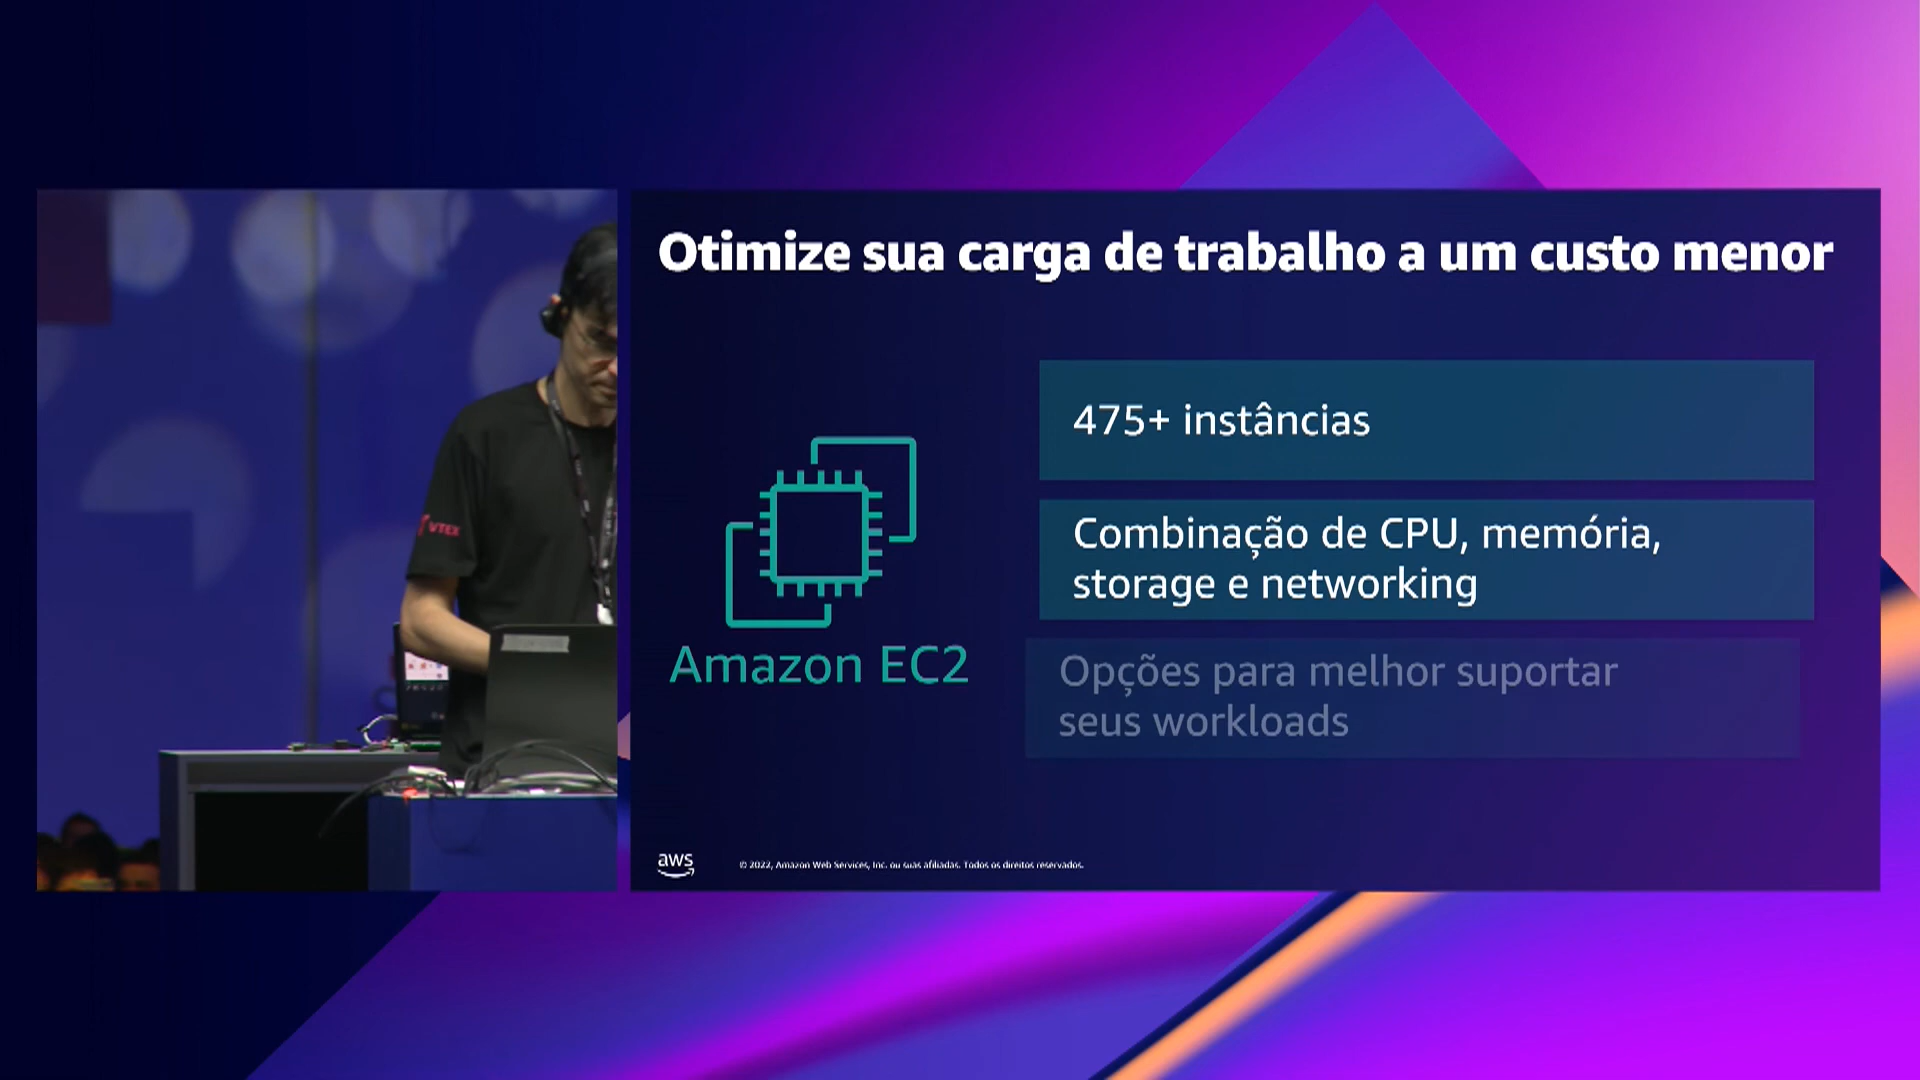 Otimize sua carga de trabalho a um custo menor
475+ instâncias
Combinação de CPU, memória,
storage e networking
Opções para melhor suportar
seus workloads
Amazon EC2
VTEX
aws
© 2022, Amazon Web Services, Inc. ou suas afiliadas. Todos os direitos reservados.